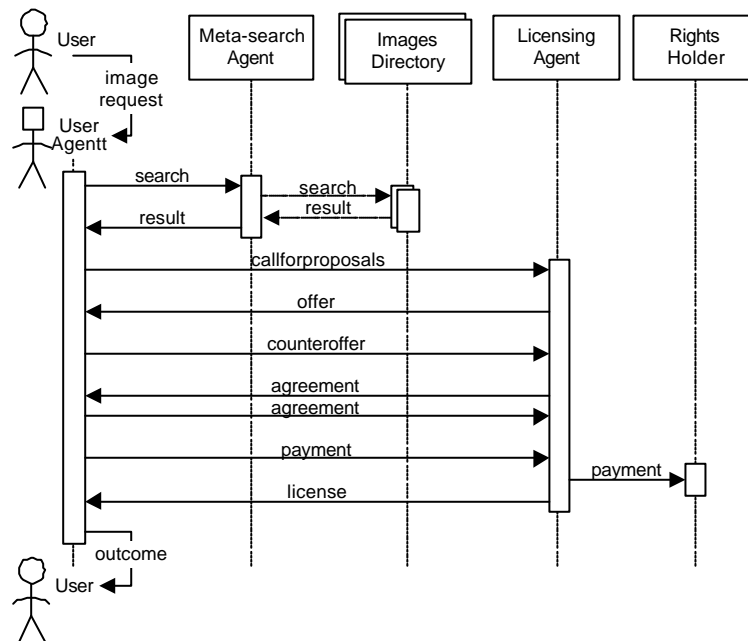 User
Meta-search
Agent
Images
Directory
Licensing
Agent
Rights
Holder
image
request
User
Agentt
search
search
result
result
callforproposals
offer
counteroffer
agreement
agreement
payment
payment
license
outcome
User